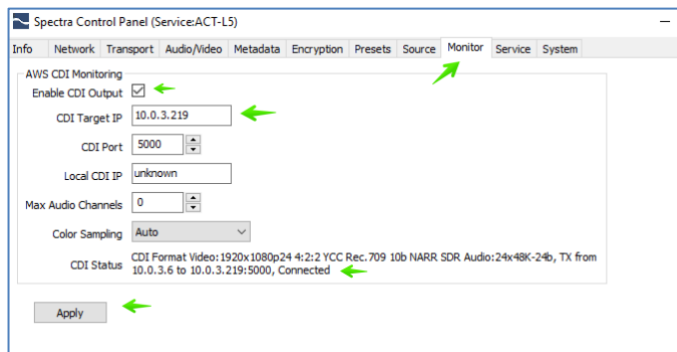 Spectra Control Panel (Service:ACT-L5)
Info Network Transport Audio/Video Metadata Encryption Presets Source Monitor Service System
AWS CDI Monitoring
Enable CDI Output
CDI Target IP 10.0.3.219
CDI Port 5000
Local CDI IP unknown
Max Audio Channels 0
Color Sampling Auto
CDI Status CDI Format Video:1920x1080p24 4:2:2 YCC Rec.709 10b NARR SDR Audio:24x48K-24b, TX from
10.0.3.6 to 10.0.3.219:5000, Connected
Apply